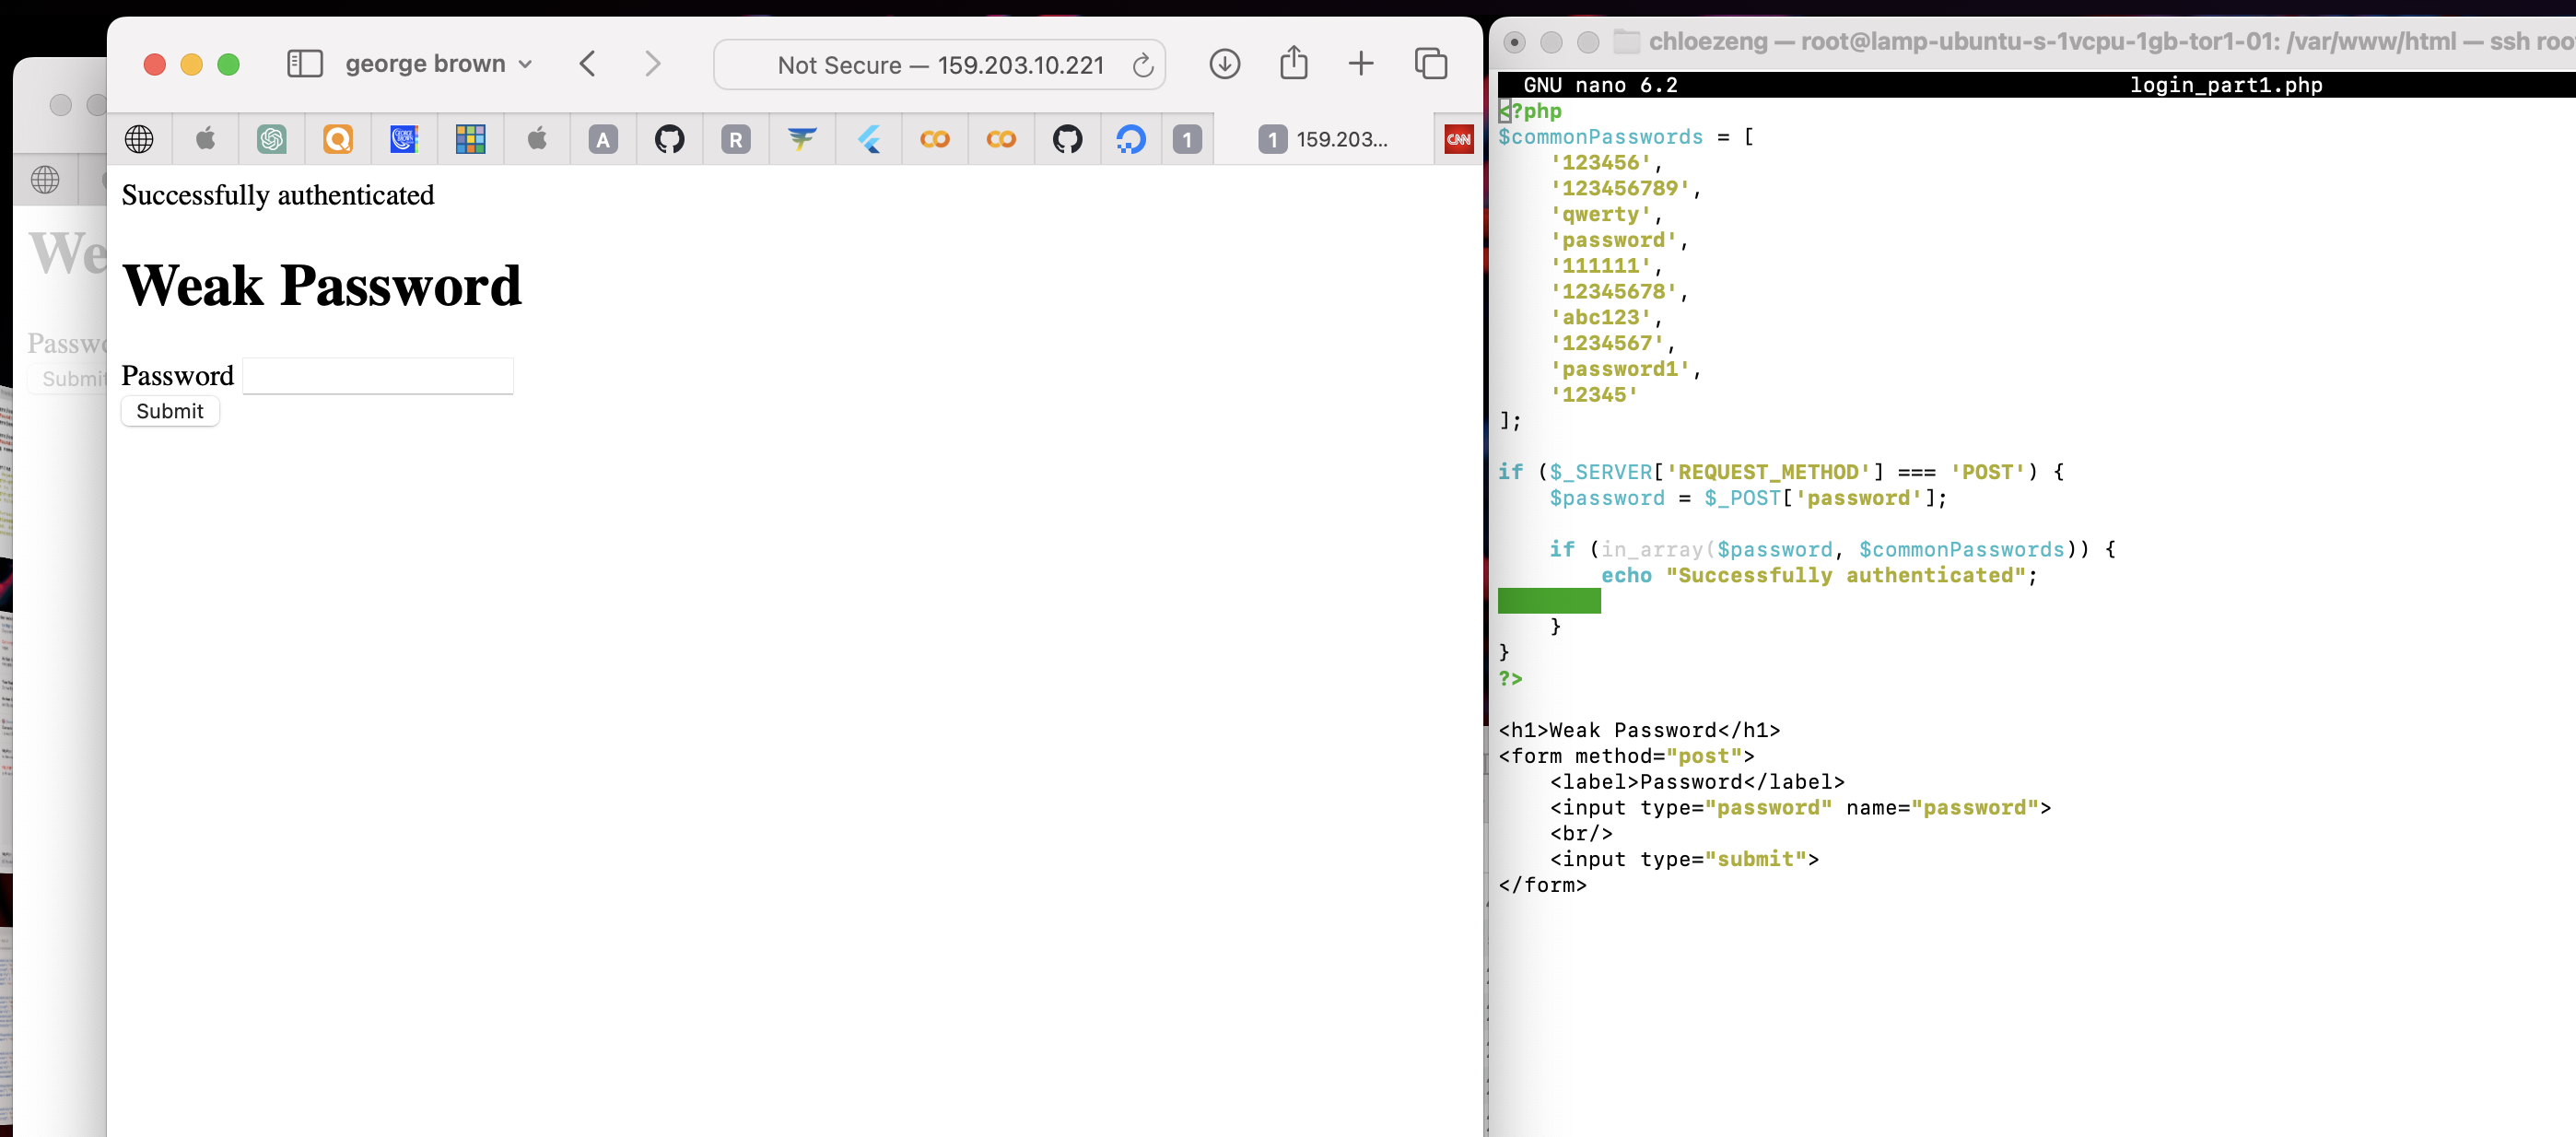 george brown
Not Secure — 159.203.10.221
A
R
1
1 159.203...
CNN
Successfully authenticated
Weak Password
Password
Submit
We
Passwo
Submit
chloezeng — root@lamp-ubuntu-s-1vcpu-1gb-tor1-01: /var/www/html — ssh roo
GNU nano 6.2 login_part1.php
<?php
$commonPasswords = [
    '123456',
    '123456789',
    'qwerty',
    'password',
    '111111',
    '12345678',
    'abc123',
    '1234567',
    'password1',
    '12345'
];
if ($_SERVER['REQUEST_METHOD'] === 'POST') {
    $password = $_POST['password'];
    if (in_array($password, $commonPasswords)) {
        echo "Successfully authenticated";
    }
}
?>
<h1>Weak Password</h1>
<form method="post">
    <label>Password</label>
    <input type="password" name="password">
    <br/>
    <input type="submit">
</form>